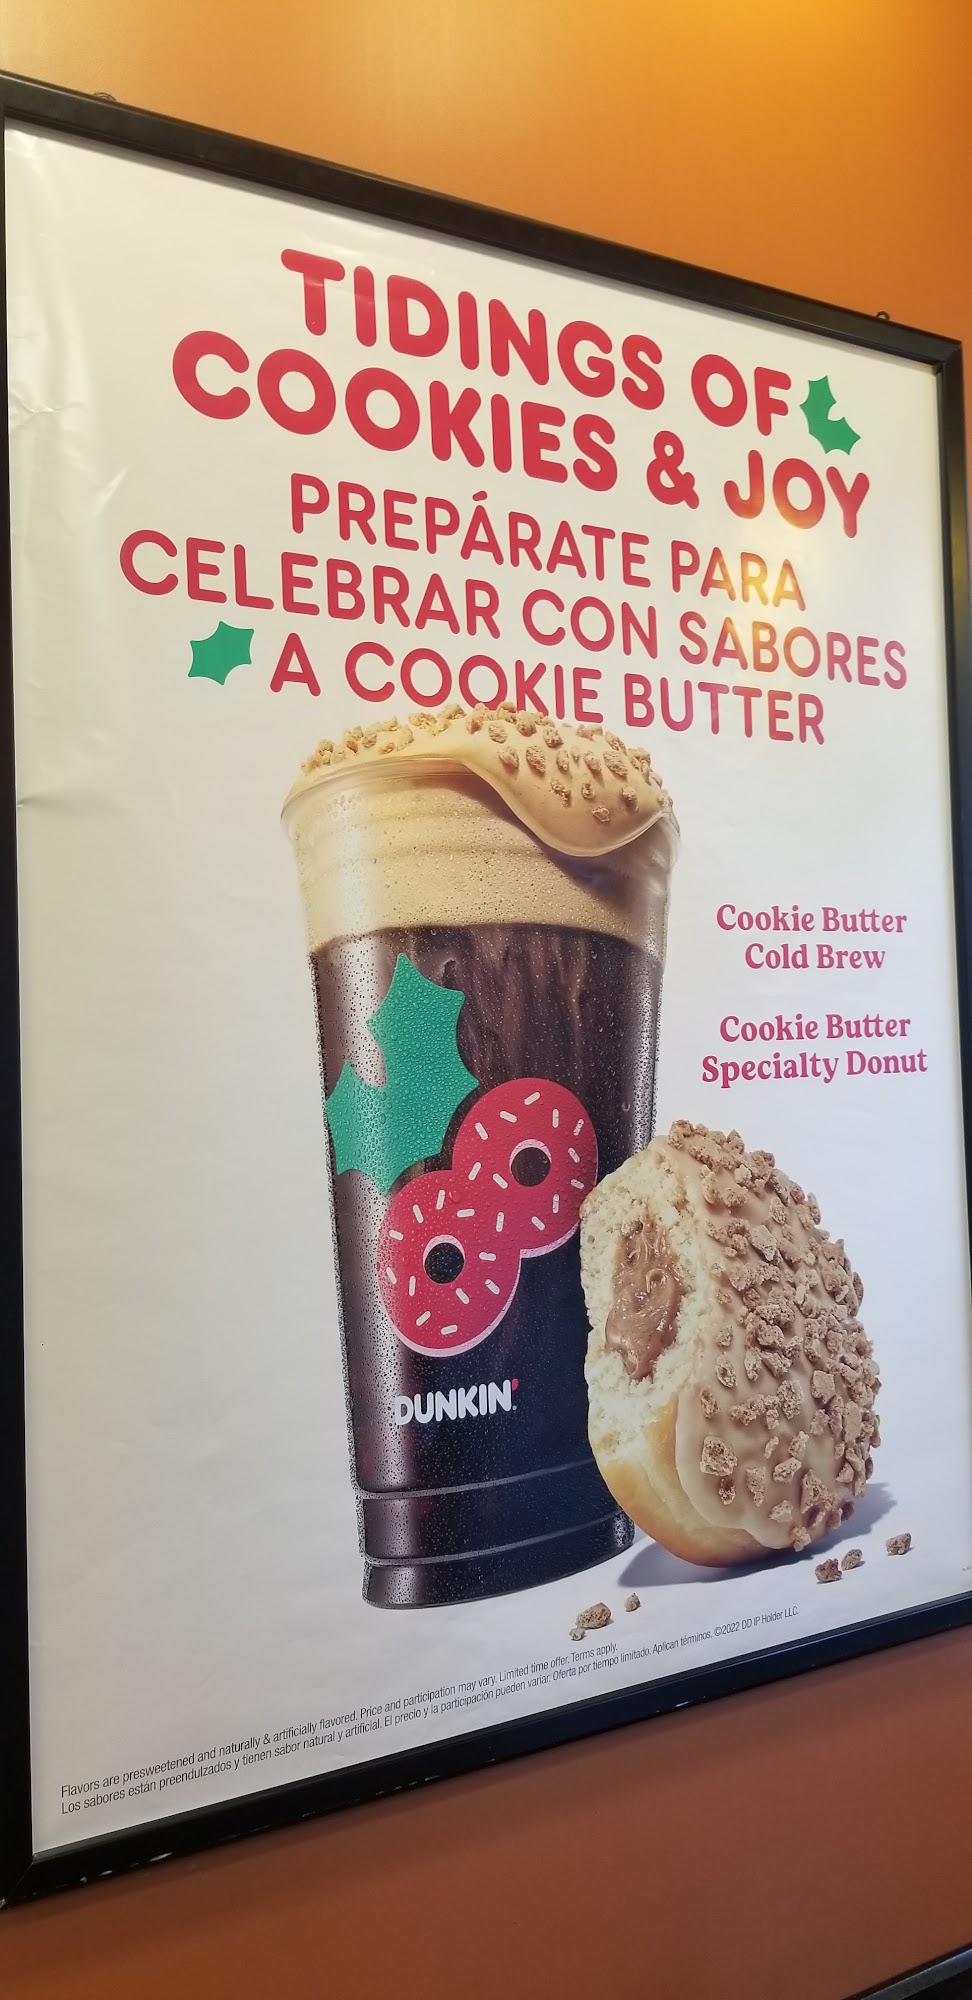 TIDINGS OF
COOKIES & JOY
PREPÁRATE PARA
CELEBRAR CON SABORES
A COOKIE BUTTER
Cookie Butter
Cold Brew
Cookie Butter
Specialty Donut
DUNKIN'
Flavors are presweetened and naturally & artificially flavored. Price and participation may vary. Limited time offer. Terms apply.
Los sabores están preendulzados y tienen sabor natural y artificial. El precio y la participación pueden variar. Oferta por tiempo limitado. Aplican términos. ©2022 DD IP Holder LLC.